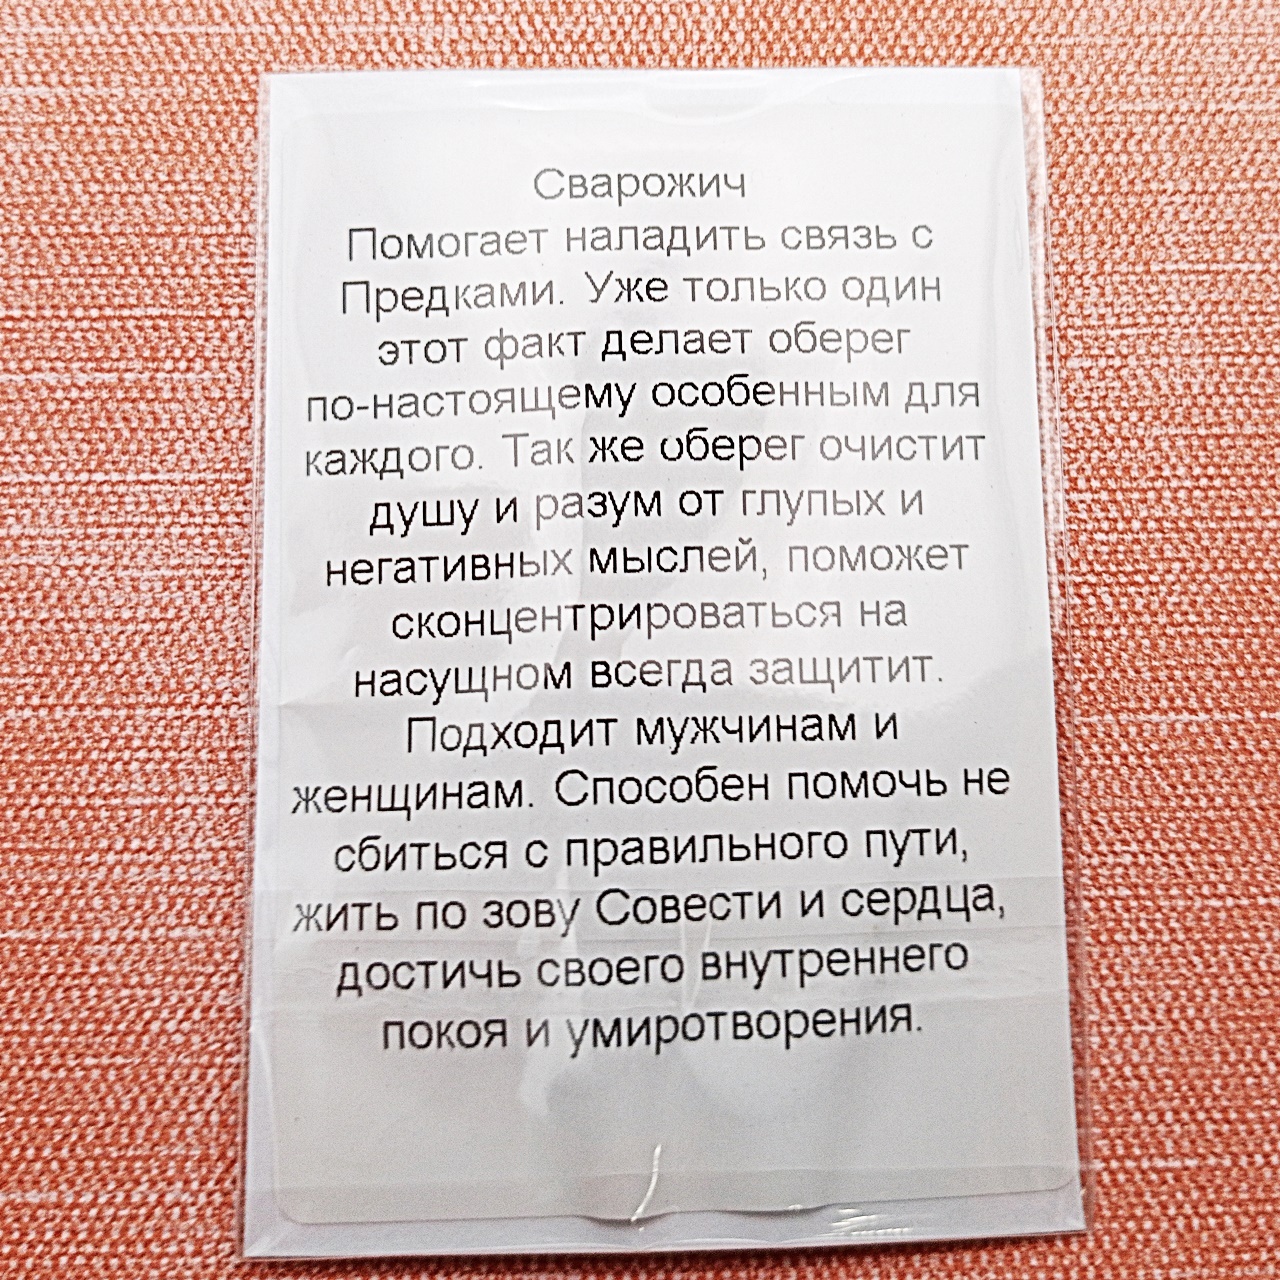 Сварожич
Помогает наладить связь с
Предками. Уже только один
этот факт делает оберег
по-настоящему особенным для
каждого. Так же оберег очистит
душу и разум от глупых и
негативных мыслей, поможет
сконцентрироваться на
насущном всегда защитит.
Подходит мужчинам и
женщинам. Способен помочь не
сбиться с правильного пути,
жить по зову Совести и сердца,
достичь своего внутреннего
покоя и умиротворения.